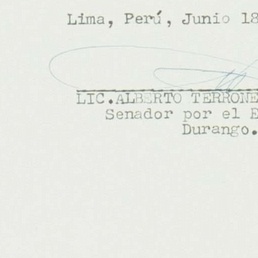 Lima, Perú, Junio 18
LIC.ALBERTO TERRONE
Senador por el E
Durango.